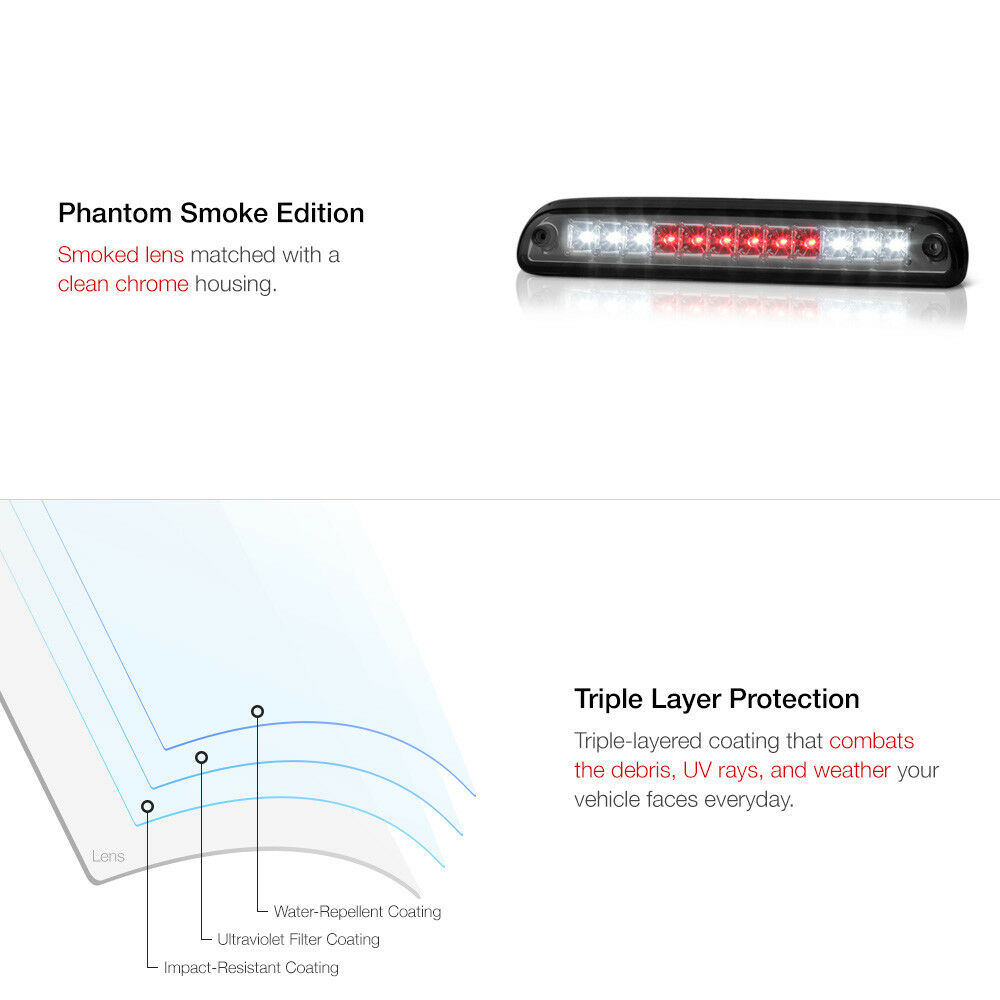 Phantom Smoke Edition
Smoked lens matched with a
clean chrome housing.
Triple Layer Protection
Triple-layered coating that combats
the debris, UV rays, and weather your
vehicle faces everyday.
Lens
Water-Repellent Coating
Ultraviolet Filter Coating
Impact-Resistant Coating